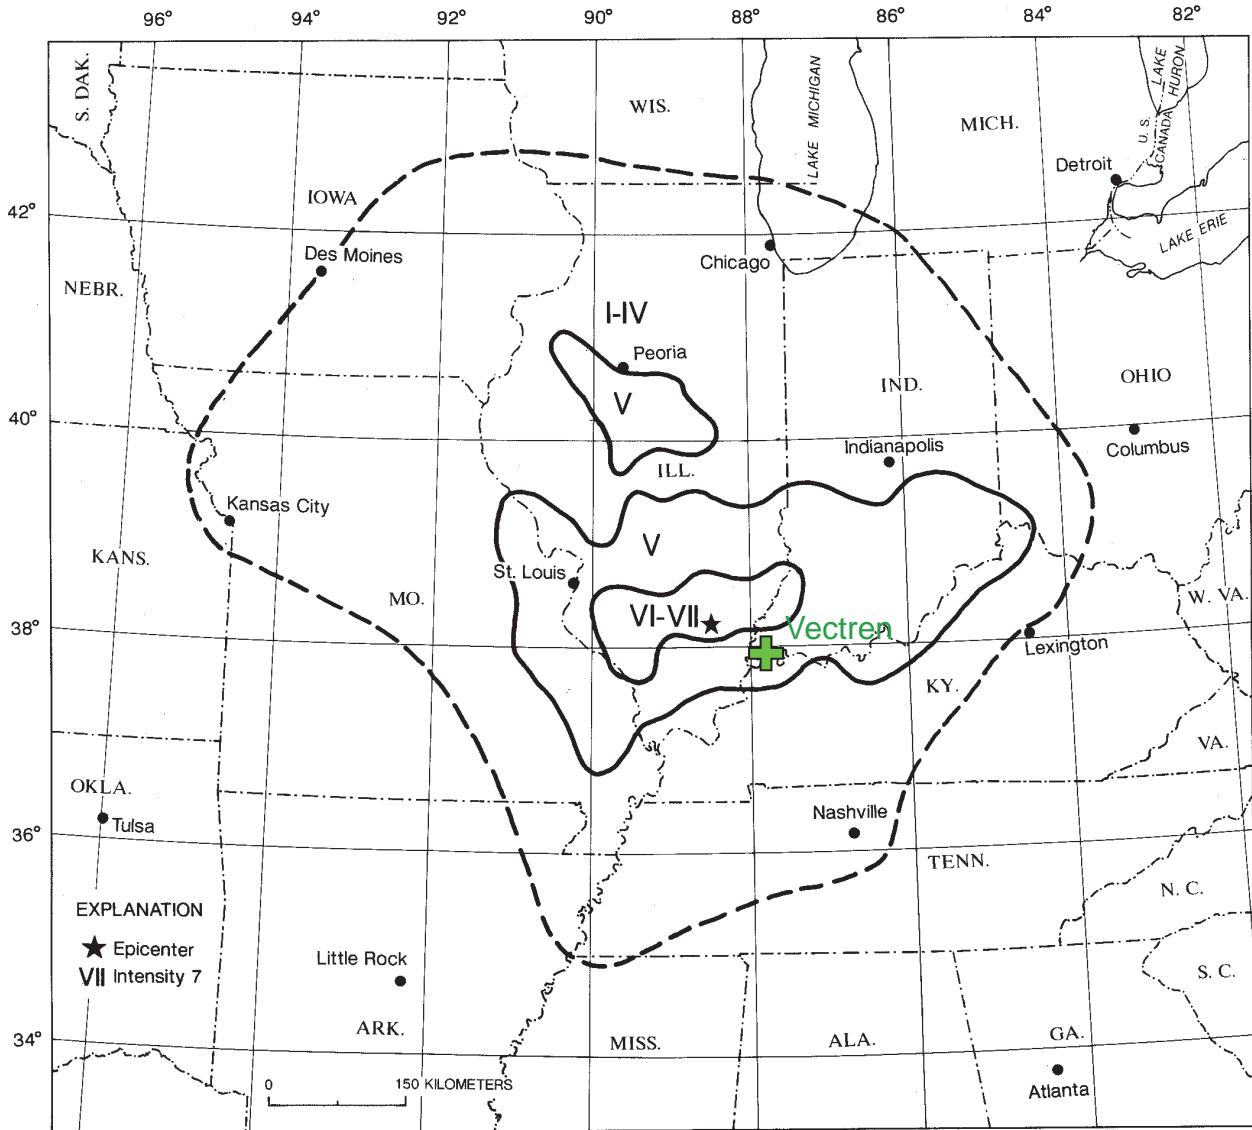 96° 94° 92° 90° 88° 86° 84° 82°
S. DAK.
WIS.
LAKE MICHIGAN
MICH.
LAKE HURON
U. S.
CANADA
Detroit
IOWA
42°
LAKE ERIE
Des Moines
Chicago
NEBR.
I-IV
Peoria
IND.
OHIO
V
40°
Indianapolis
Columbus
ILL.
Kansas City
V
KANS.
St. Louis
MO.
W. VA.
VI-VII
38°
Vectren
Lexington
KY.
VA.
OKLA.
Nashville
Tulsa
36°
TENN.
N. C.
EXPLANATION
Epicenter
VII Intensity 7
Little Rock
S. C.
ARK.
34°
MISS.
ALA.
GA.
0 150 KILOMETERS
Atlanta